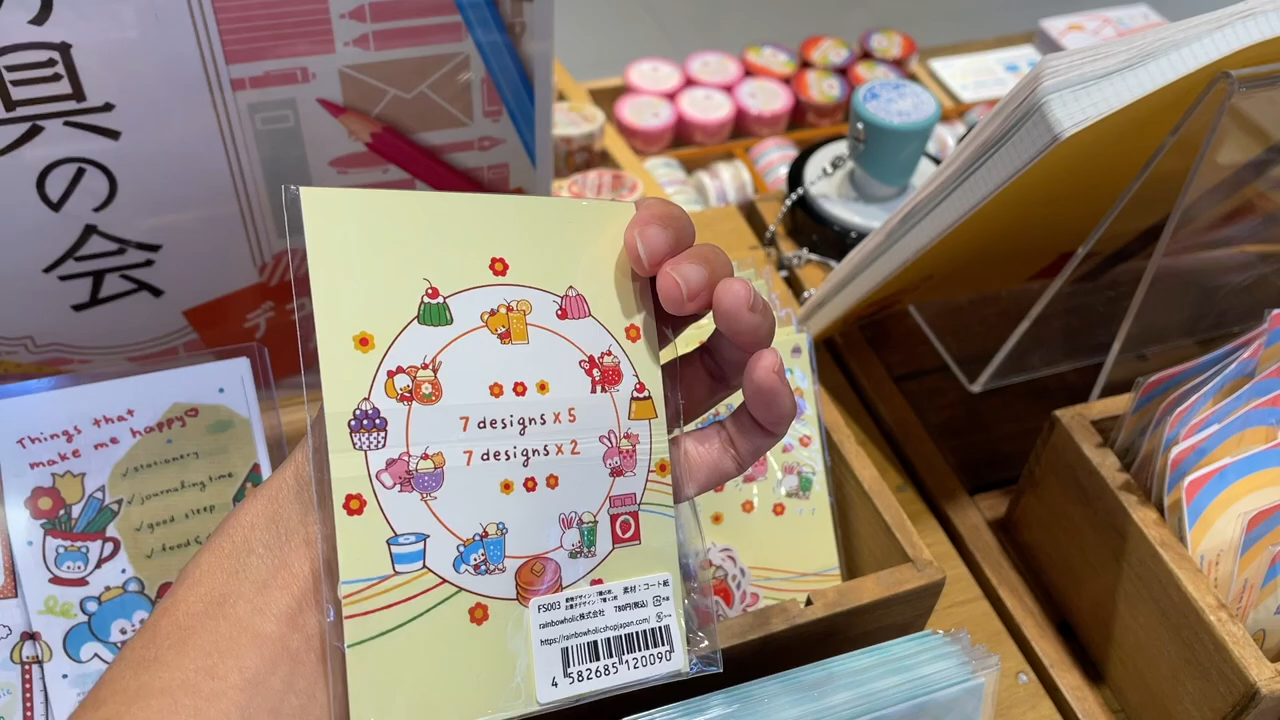 具の会
デコ
Things that
make me happy♡
✓ stationery
✓ journaling time
✓ good sleep
7 designs x 5
7 designs x 2
FS003
素材：コート紙
rainbowholic株式会社 780円(税込)
https://rainbowholicshopjapan.com/
4 582685 120090